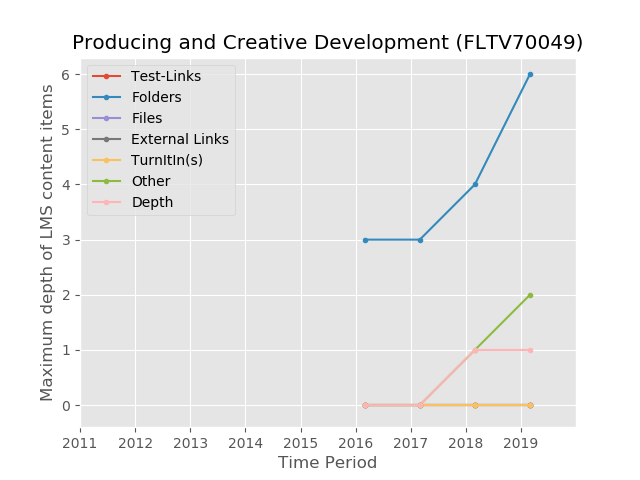 Producing and Creative Development (FLTV70049)
Test-Links
Folders
Files
External Links
TurnItIn(s)
Other
Depth
Maximum depth of LMS content items
6
5
4
3
2
1
0
2011 2012 2013 2014 2015 2016 2017 2018 2019
Time Period